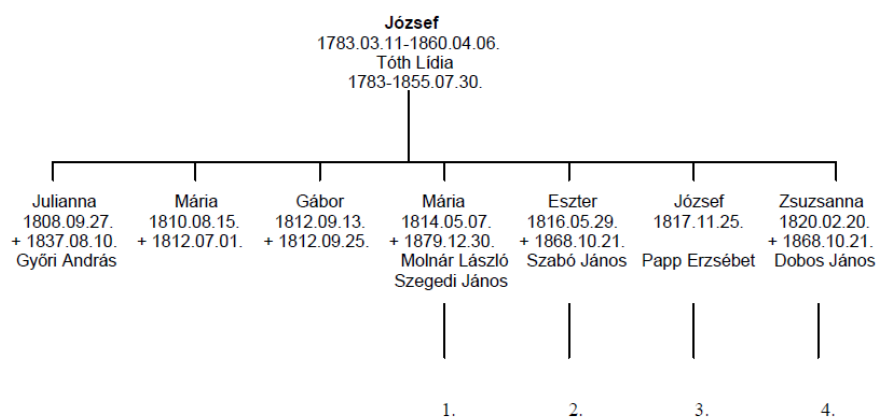 József
1783.03.11-1860.04.06.
Tóth Lídia
1783-1855.07.30.
Julianna
1808.09.27.
+ 1837.08.10.
Győri András
Mária
1810.08.15.
+ 1812.07.01.
Gábor
1812.09.13.
+ 1812.09.25.
Mária
1814.05.07.
+ 1879.12.30.
Molnár László
Szegedi János
Eszter
1816.05.29.
+ 1868.10.21.
Szabó János
József
1817.11.25.
Papp Erzsébet
Zsuzsanna
1820.02.20.
+ 1868.10.21.
Dobos János
1.
2.
3.
4.